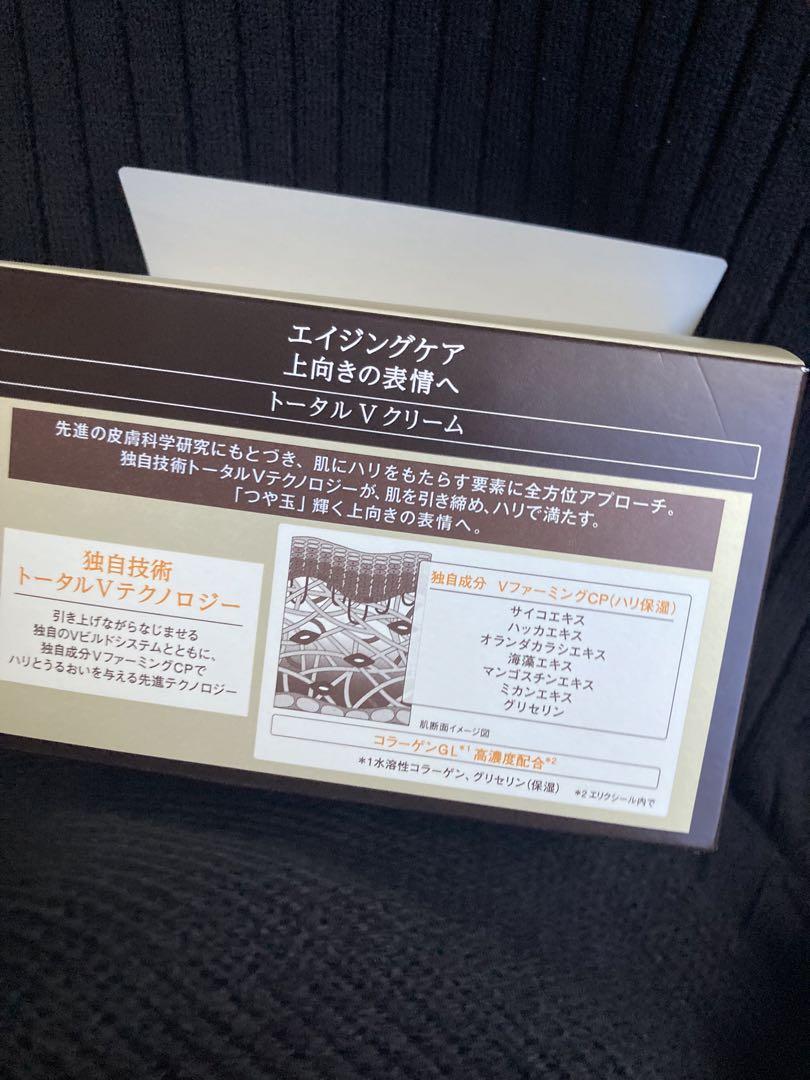 エイジングケア
上向きの表情へ
トータル V クリーム
先進の皮膚科学研究にもとづき、肌にハリをもたらす要素に全方位アプローチ。
独自技術トータルVテクノロジーが、肌を引き締め、ハリで満たす。
「つや玉」輝く上向きの表情へ。
独自技術
トータルVテクノロジー
引き上げながらなじませる
独自のVビルドシステムとともに、
独自成分VファーミングCPで
ハリとうるおいを与える先進テクノロジー
独自成分 VファーミングCP(ハリ保湿)
サイコエキス
ハッカエキス
オランダカラシエキス
海藻エキス
マンゴスチンエキス
ミカンエキス
グリセリン
肌断面イメージ図
コラーゲンGL*1 高濃度配合*2
*1水溶性コラーゲン、グリセリン(保湿) *2エリクシール内で